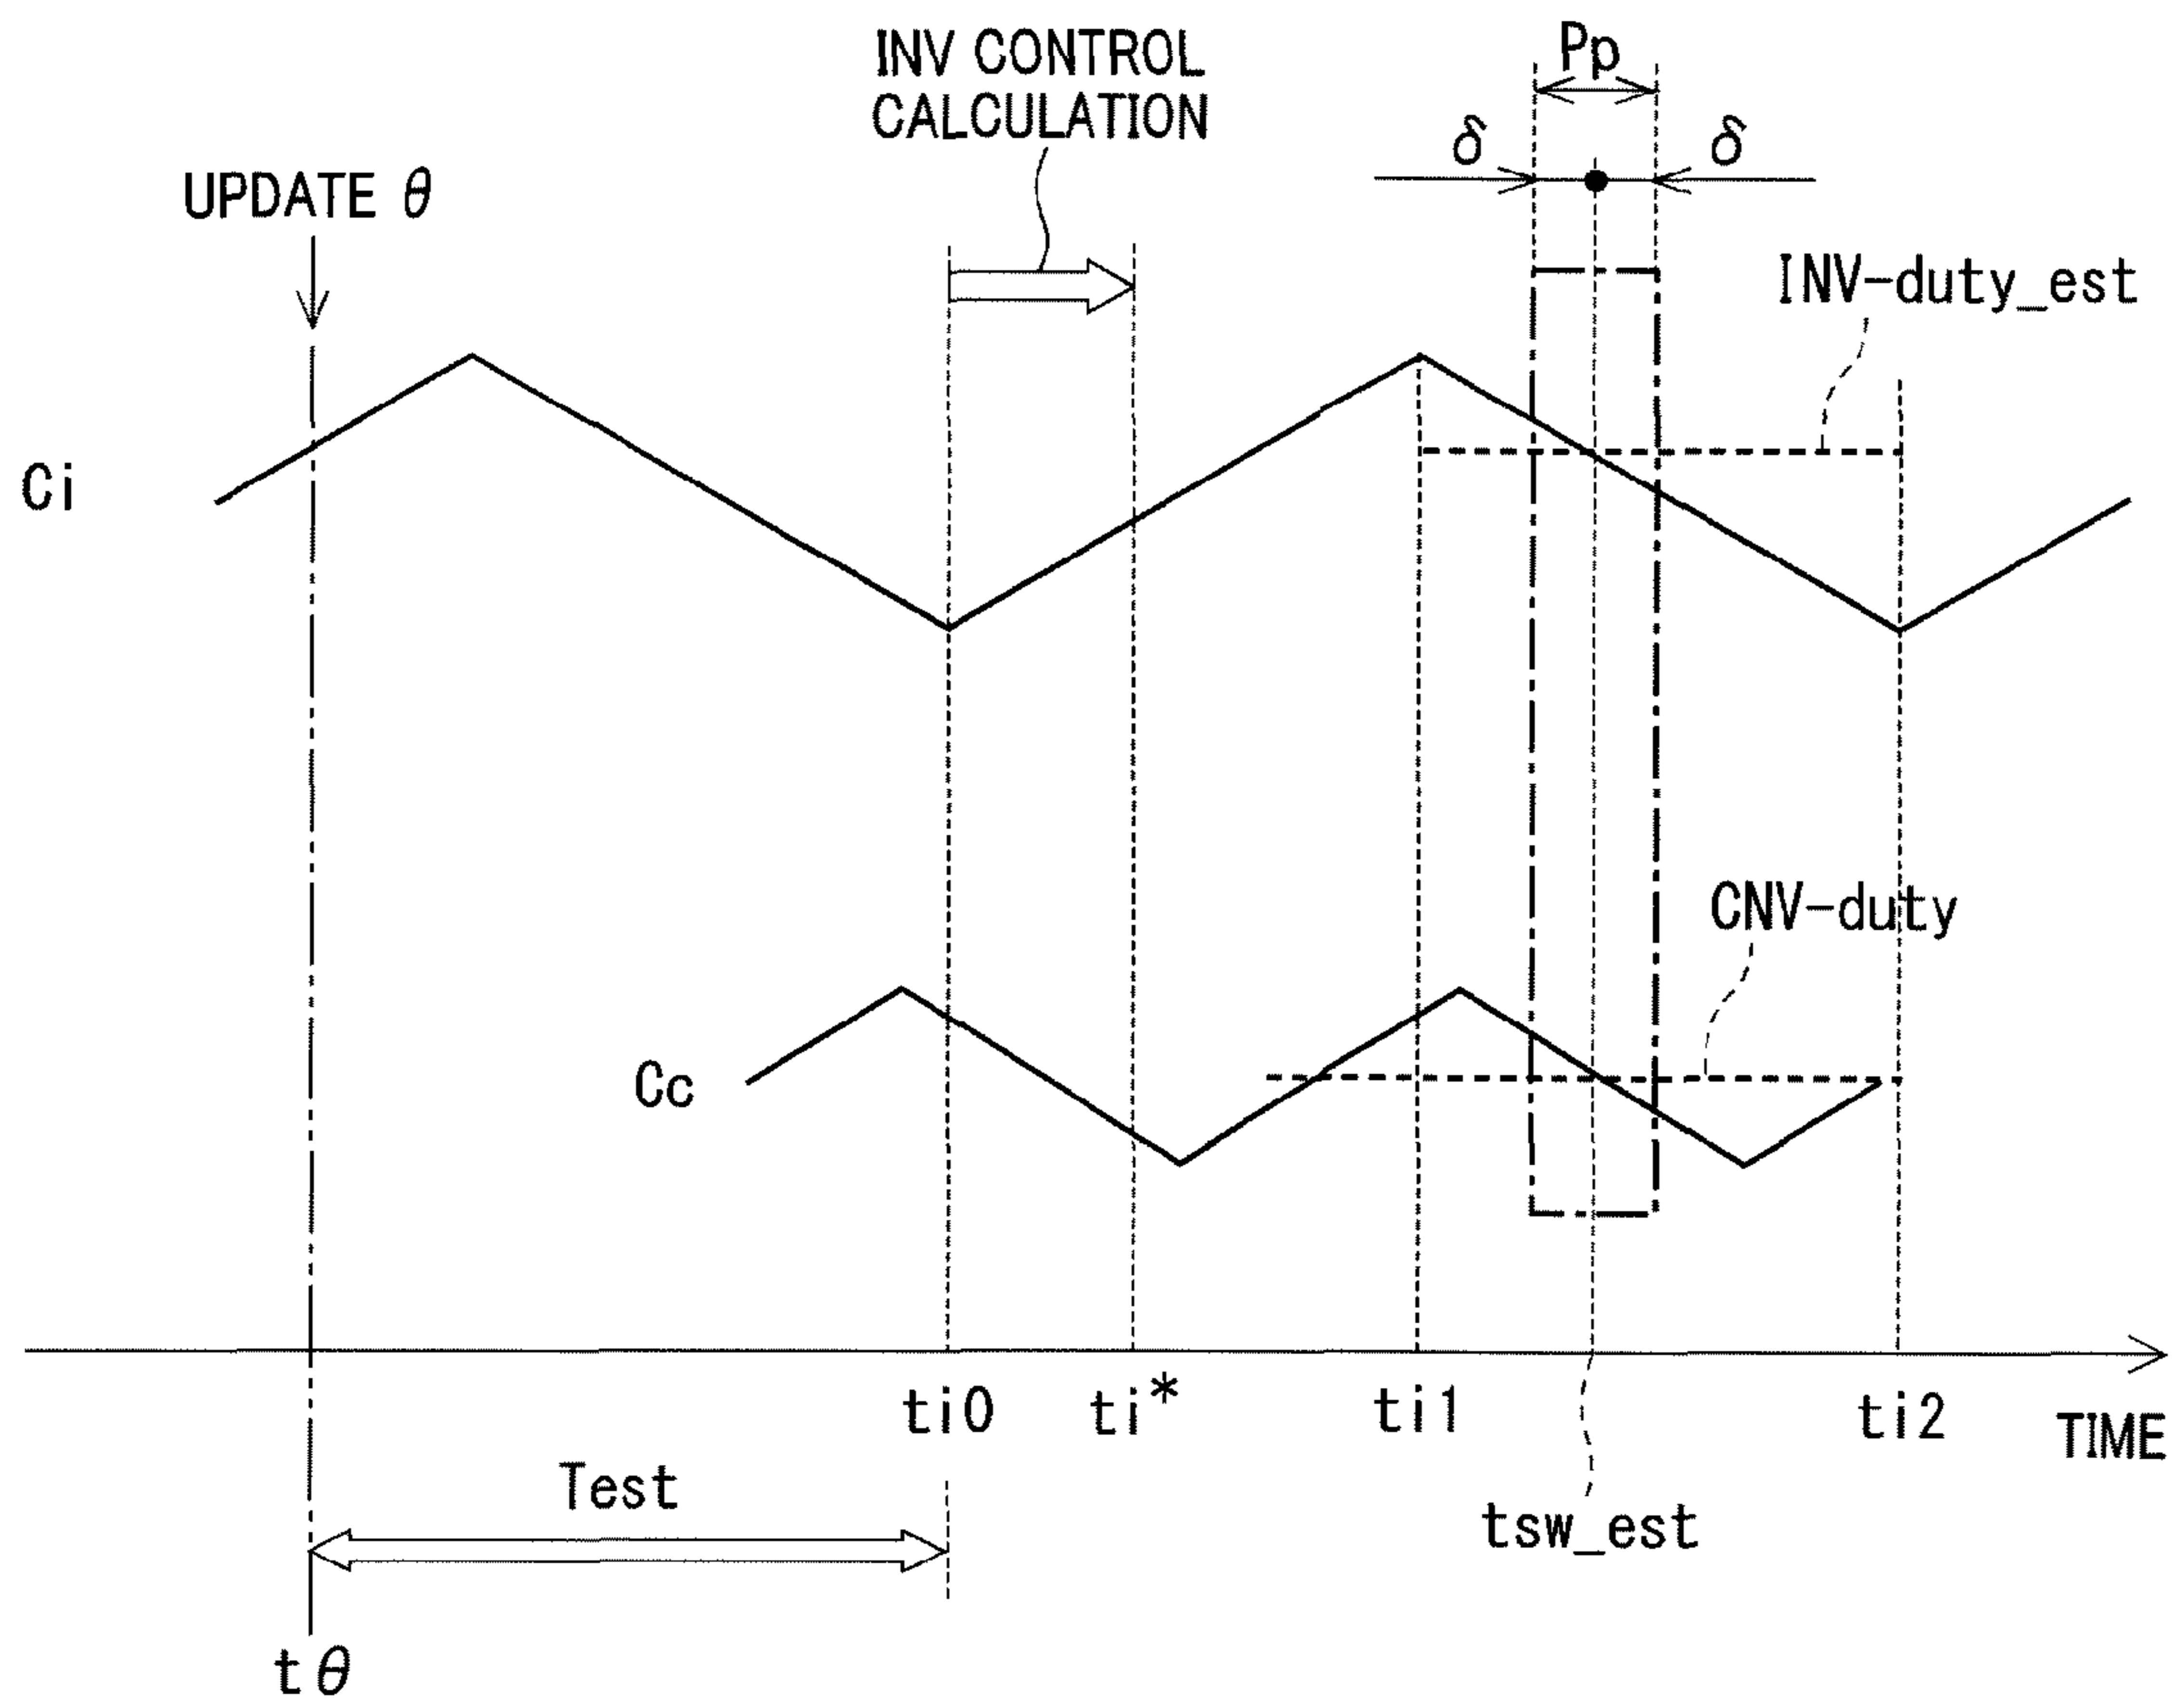 INV CONTROL
CALCULATION
Pp
δ
δ
UPDATE θ
INV-duty_est
Ci
CNV-duty
Cc
ti0
ti*
ti1
ti2
TIME
Test
tsw_est
tθ